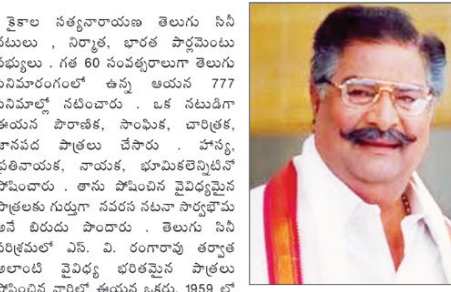 కైకాల సత్యనారాయణ తెలుగు సినీ
నటులు , నిర్మాత, భారత పార్లమెంటు
సభ్యులు . గత 60 సంవత్సరాలుగా తెలుగు
సినిమారంగంలో ఉన్న ఆయన 777
సినిమాల్లో నటించారు . ఒక నటుడిగా
ఈయన పౌరాణిక, సాంఘిక, చారిత్రక,
జానపద పాత్రలు చేసారు . హాస్య,
ప్రతినాయక, నాయక, భూమికలెన్నిటినో
పోషించారు . తాను పోషించిన వైవిధ్యమైన
పాత్రలకు గుర్తుగా నవరస నటనా సార్వభౌమ
అనే బిరుదు పొందారు . తెలుగు సినీ
పరిశ్రమలో ఎస్. వి. రంగారావు తర్వాత
అలాంటి వైవిధ్య భరితమైన పాత్రలు
పోషించిన వారిలో ఈయన ఒకరు. 1959 లో